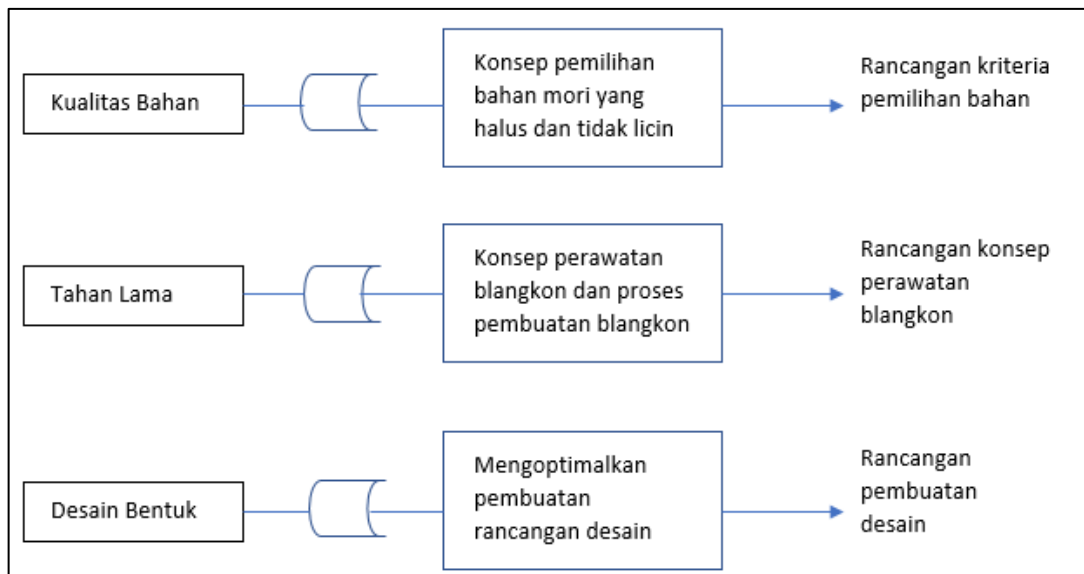 Kualitas Bahan
Konsep pemilihan
bahan mori yang
halus dan tidak licin
Rancangan kriteria
pemilihan bahan
Tahan Lama
Konsep perawatan
blangkon dan proses
pembuatan blangkon
Rancangan konsep
perawatan
blangkon
Desain Bentuk
Mengoptimalkan
pembuatan
rancangan desain
Rancangan
pembuatan
desain